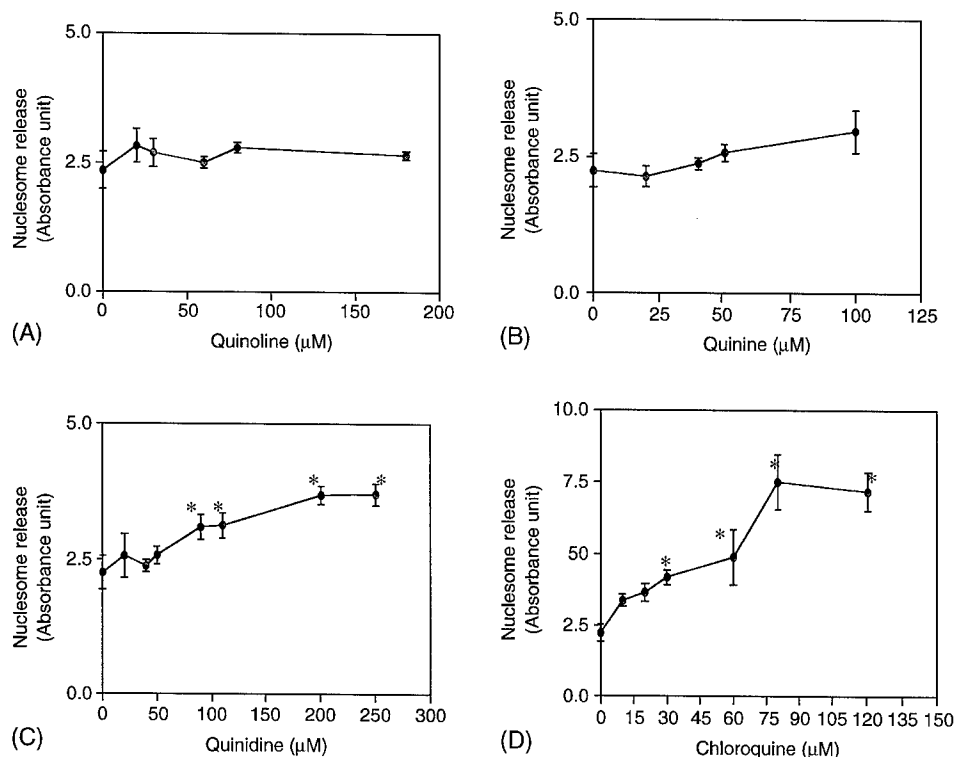 5.0
2.5
0.0
Nuclesome release
(Absorbance unit)
0 50 100 150 200
Quinoline (µM)
(A)
5.0
2.5
0.0
Nuclesome release
(Absorbance unit)
0 25 50 75 100 125
Quinine (µM)
(B)
5.0
2.5
0.0
Nuclesome release
(Absorbance unit)
* * * *
0 50 100 150 200 250 300
Quinidine (µM)
(C)
10.0
7.5
50
2.5
0.0
Nuclesome release
(Absorbance unit)
* * * *
0 15 30 45 60 75 90 105 120 135 150
Chloroquine (µM)
(D)